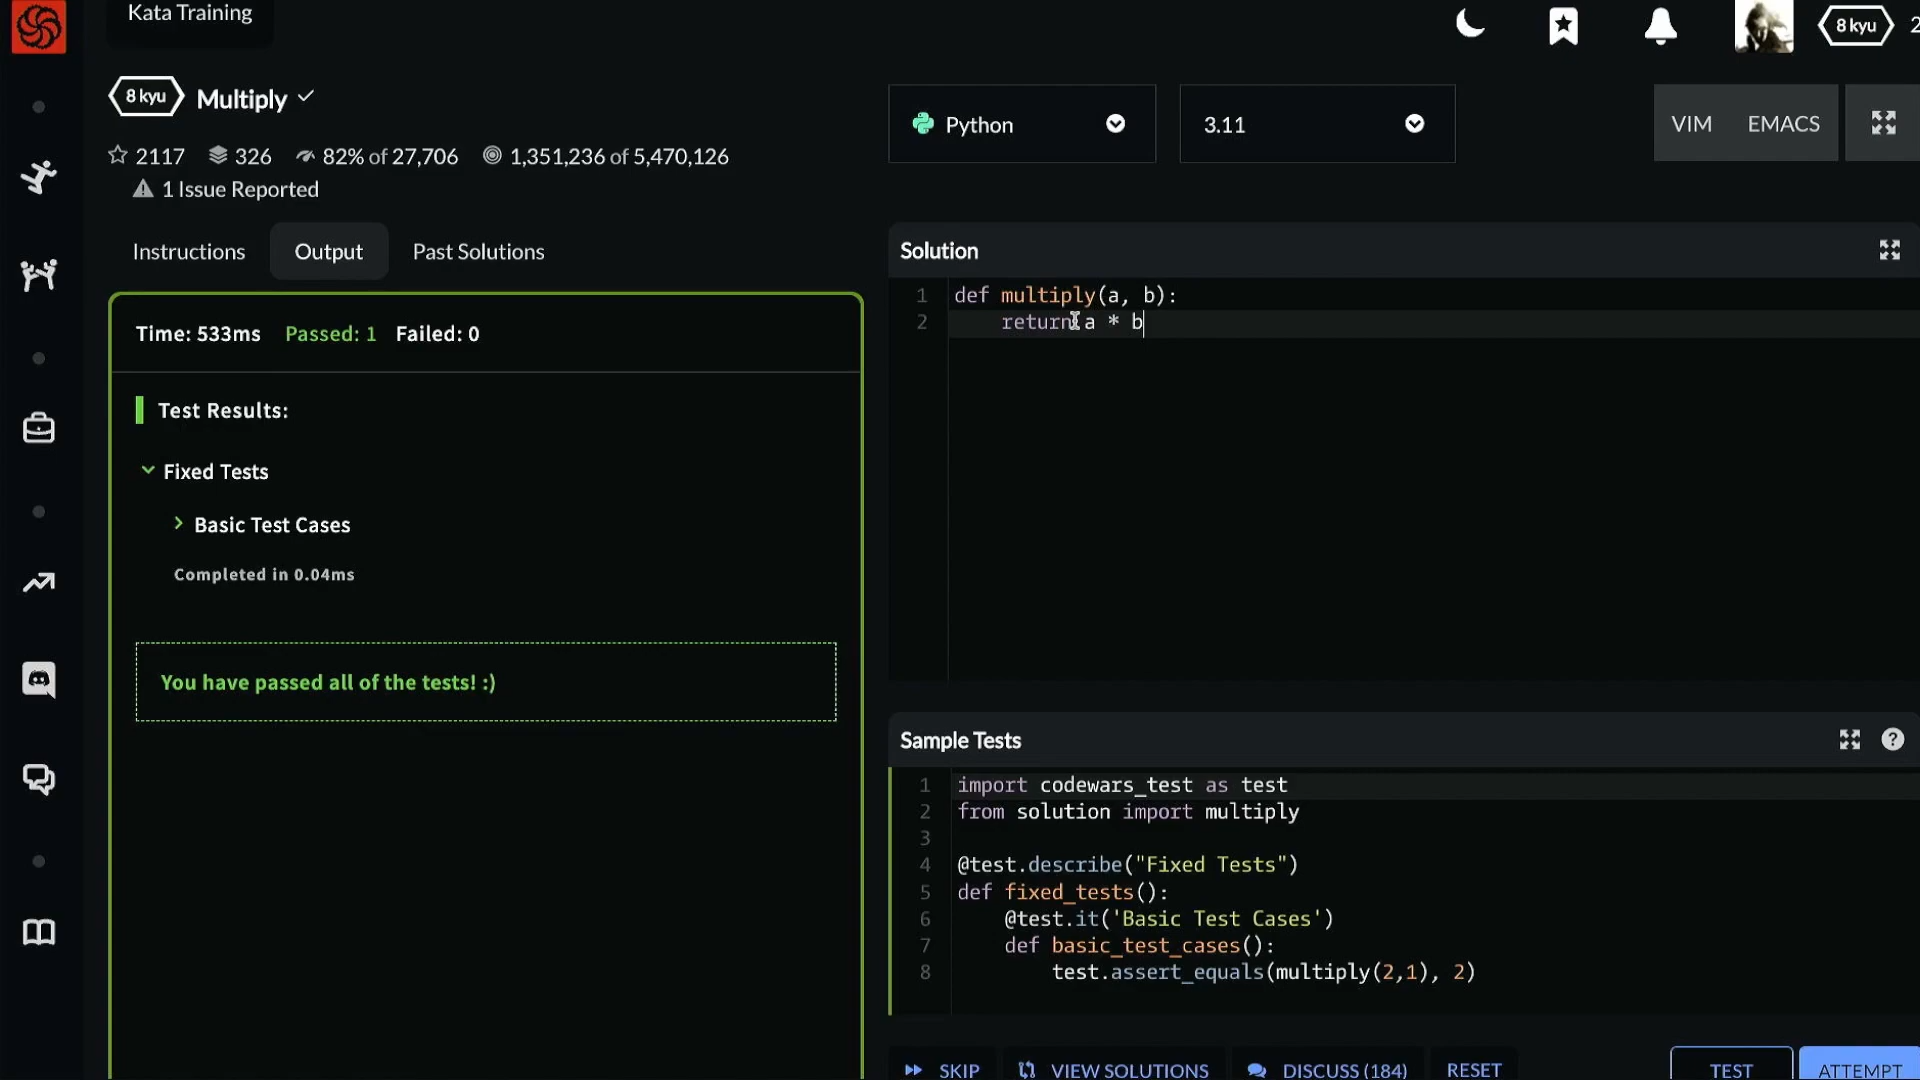 Kata Training
8 kyu
2
8 kyu Multiply
2117 326 82% of 27,706 1,351,236 of 5,470,126
1 Issue Reported
Python
3.11
VIM EMACS
Instructions Output Past Solutions
Time: 533ms Passed: 1 Failed: 0
Test Results:
Fixed Tests
Basic Test Cases
Completed in 0.04ms
You have passed all of the tests! :)
Solution
1 def multiply(a, b):
2     return a * b
Sample Tests
1 import codewars_test as test
2 from solution import multiply
3
4 @test.describe("Fixed Tests")
5 def fixed_tests():
6     @test.it('Basic Test Cases')
7     def basic_test_cases():
8         test.assert_equals(multiply(2,1), 2)
SKIP VIEW SOLUTIONS DISCUSS (184) RESET TEST ATTEMPT